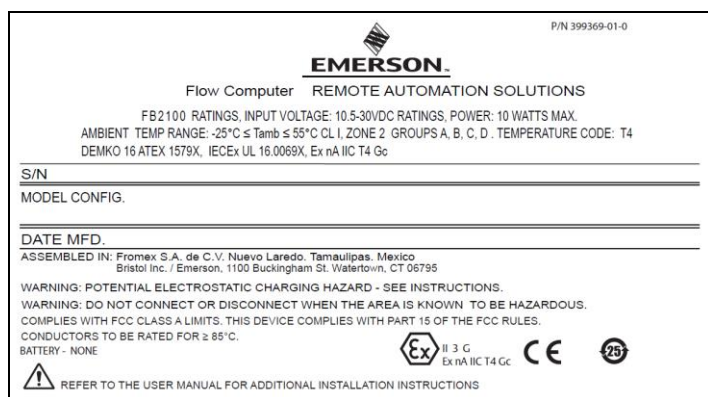 P/N 399369-01-0
EMERSON™
Flow Computer REMOTE AUTOMATION SOLUTIONS
FB2100 RATINGS, INPUT VOLTAGE: 10.5-30VDC RATINGS, POWER: 10 WATTS MAX.
AMBIENT TEMP RANGE: -25°C ≤ Tamb ≤ 55°C CL I, ZONE 2 GROUPS A, B, C, D . TEMPERATURE CODE: T4
DEMKO 16 ATEX 1579X, IECEx UL 16.0069X, Ex nA IIC T4 Gc
S/N
MODEL CONFIG.
DATE MFD.
ASSEMBLED IN: Fromex S.A. de C.V. Nuevo Laredo. Tamaulipas. Mexico
Bristol Inc. / Emerson, 1100 Buckingham St. Watertown, CT 06795
WARNING: POTENTIAL ELECTROSTATIC CHARGING HAZARD - SEE INSTRUCTIONS.
WARNING: DO NOT CONNECT OR DISCONNECT WHEN THE AREA IS KNOWN TO BE HAZARDOUS.
COMPLIES WITH FCC CLASS A LIMITS. THIS DEVICE COMPLIES WITH PART 15 OF THE FCC RULES.
CONDUCTORS TO BE RATED FOR ≥ 85°C.
BATTERY - NONE
Ex II 3 G
Ex nA IIC T4 Gc
CE
25
REFER TO THE USER MANUAL FOR ADDITIONAL INSTALLATION INSTRUCTIONS